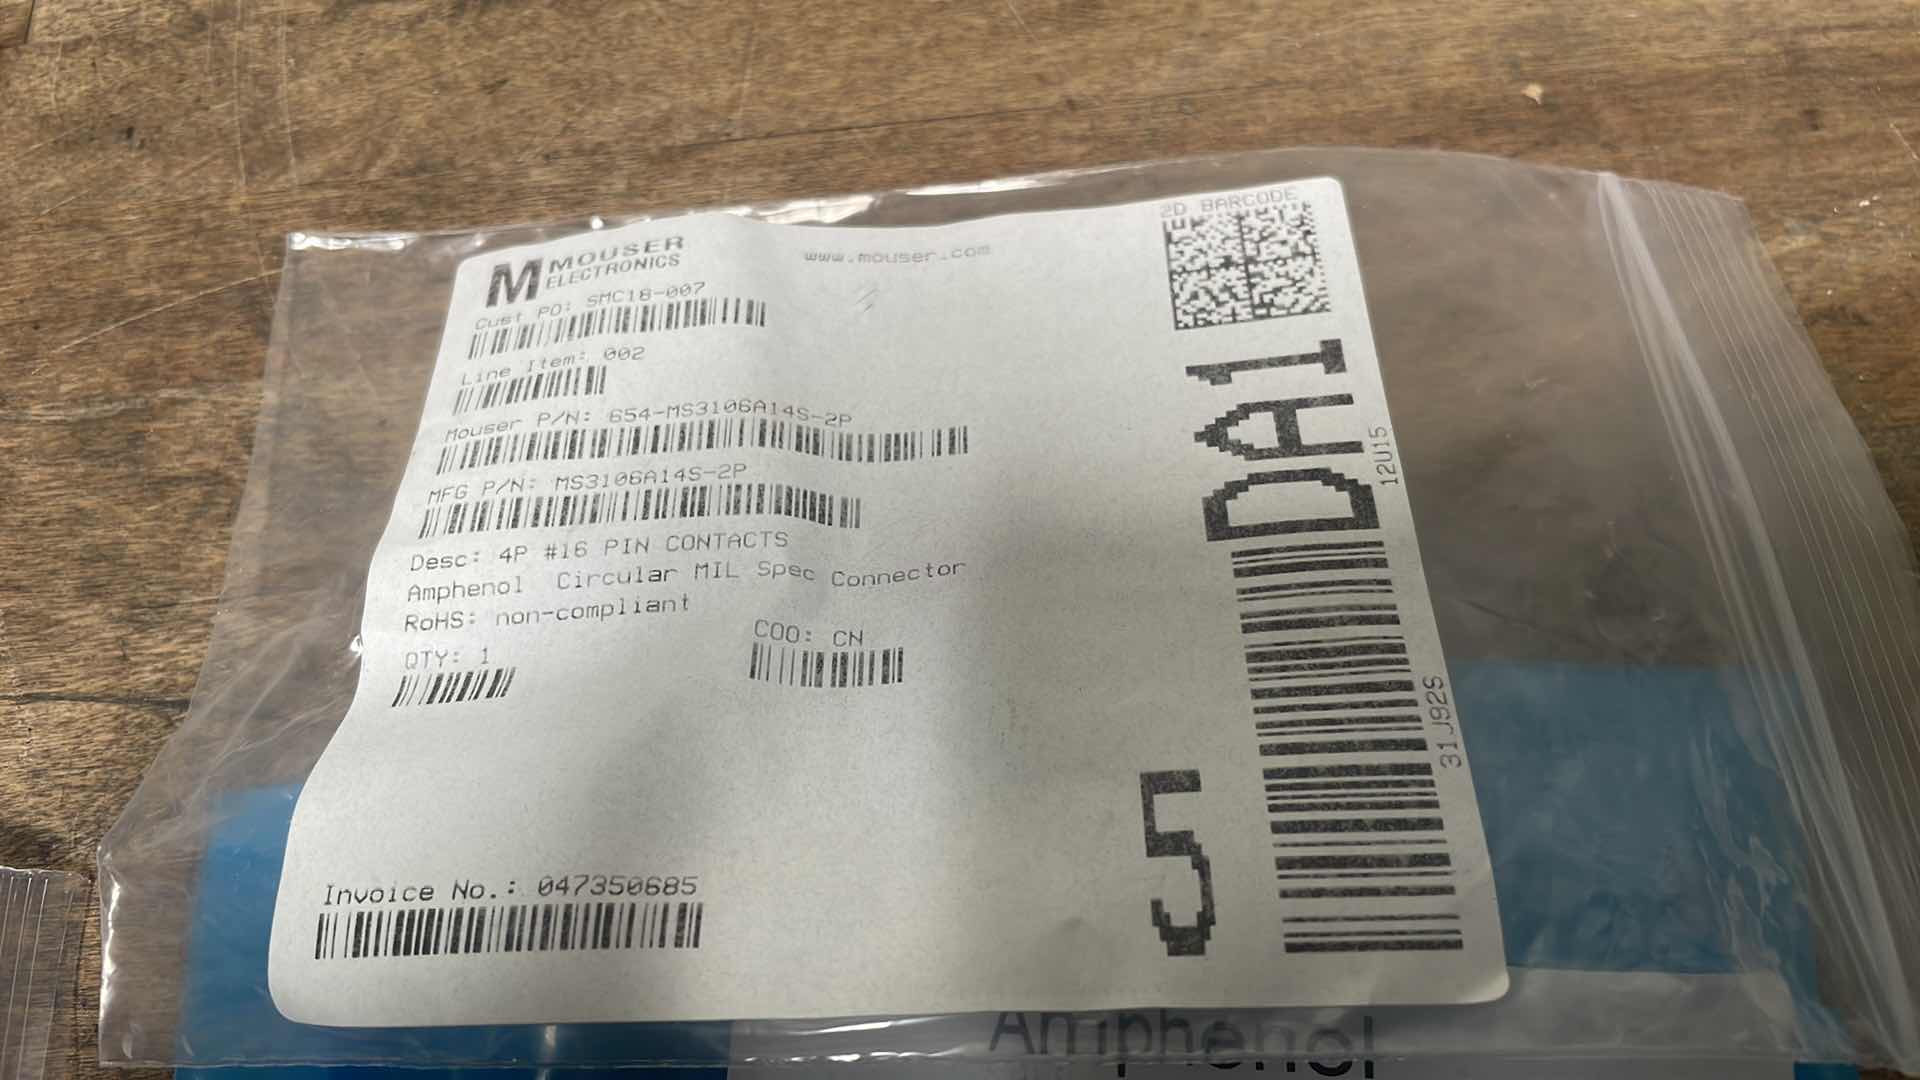 MOUSER
ELECTRONICS
www.mouser.com
2D BARCODE
Cust PO: SMC18-007
Line Item: 002
Mouser P/N: 654-MS3106A14S-2P
MFG P/N: MS3106A14S-2P
Desc: 4P #16 PIN CONTACTS
Amphenol Circular MIL Spec Connector
RoHS: non-compliant
QTY: 1
COO: CN
Invoice No.: 047350685
DA1
12U15
31J92S
5
Amphenol